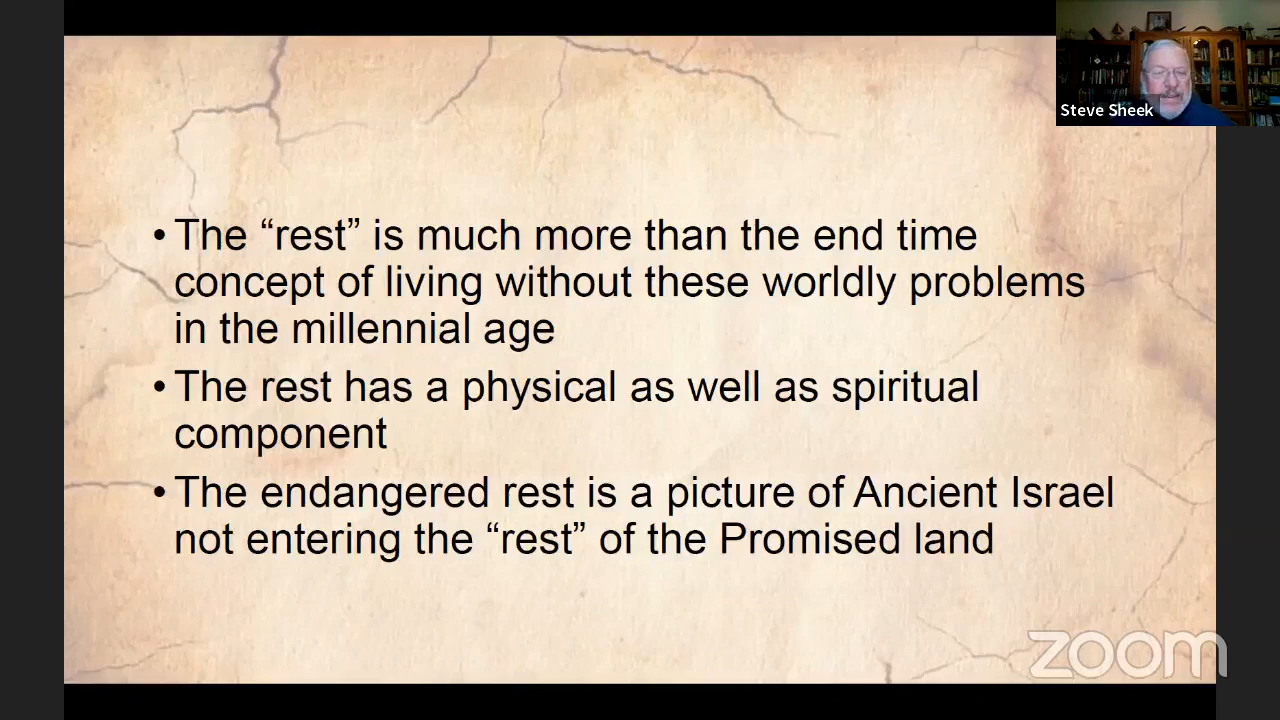 Steve Sheek
• The “rest” is much more than the end time
concept of living without these worldly problems
in the millennial age
• The rest has a physical as well as spiritual
component
• The endangered rest is a picture of Ancient Israel
not entering the “rest” of the Promised land
zoom